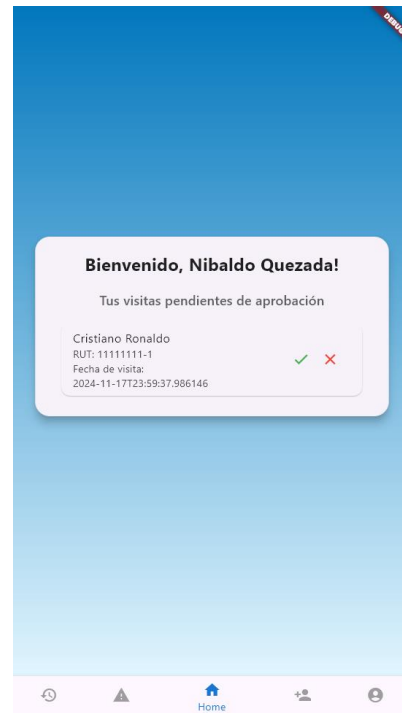 DEBUG
Bienvenido, Nibaldo Quezada!
Tus visitas pendientes de aprobación
Cristiano Ronaldo
RUT: 11111111-1
Fecha de visita:
2024-11-17T23:59:37.986146
Home